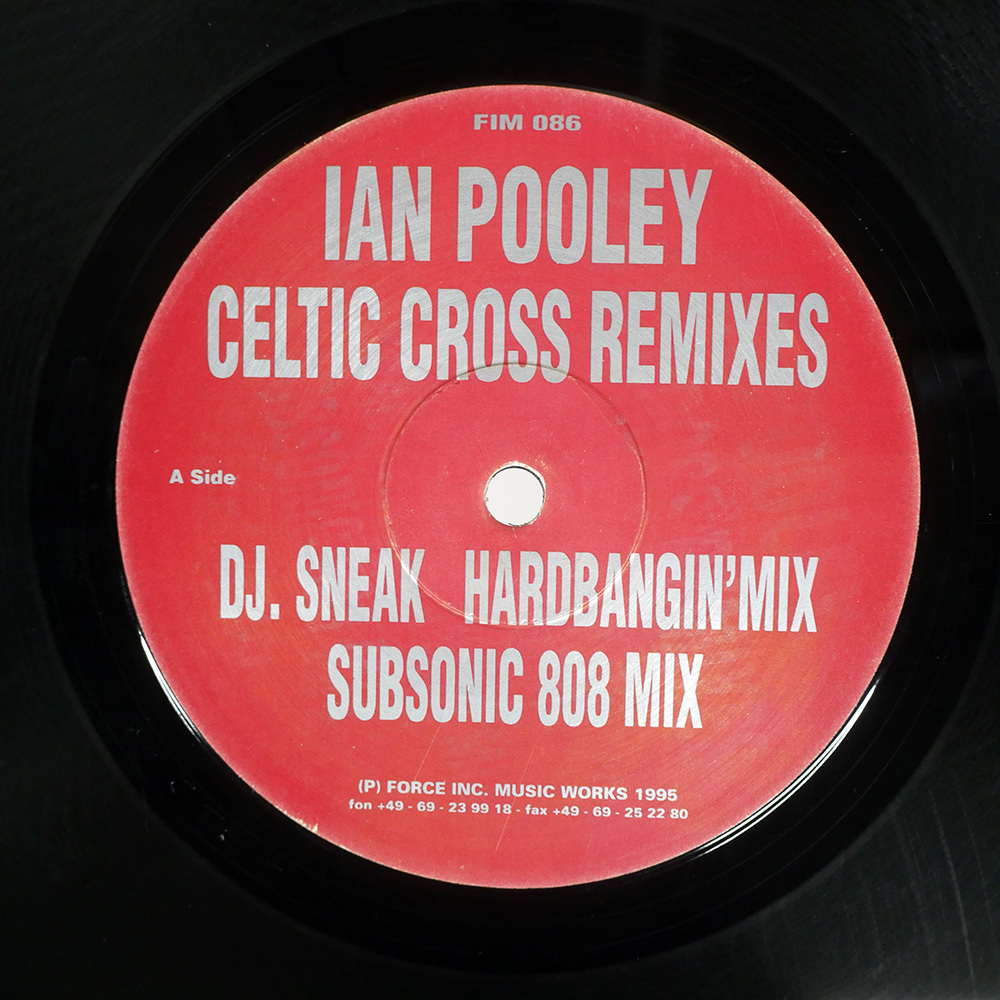 FIM 086
IAN POOLEY
CELTIC CROSS REMIXES
A Side
DJ. SNEAK HARDBANGIN'MIX
SUBSONIC 808 MIX
(P) FORCE INC. MUSIC WORKS 1995
fon +49 - 69 - 23 99 18 - fax +49 - 69 - 25 22 80